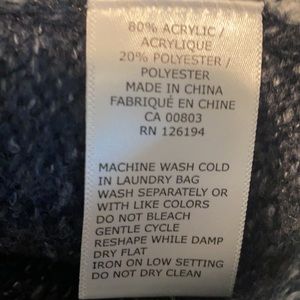 80% ACRYLIC /
ACRYLIQUE
20% POLYESTER /
POLYESTER
MADE IN CHINA
FABRIQUÉ EN CHINE
CA 00803
RN 126194
MACHINE WASH COLD
IN LAUNDRY BAG
WASH SEPARATELY OR
WITH LIKE COLORS
DO NOT BLEACH
GENTLE CYCLE
RESHAPE WHILE DAMP
DRY FLAT
IRON ON LOW SETTING
DO NOT DRY CLEAN